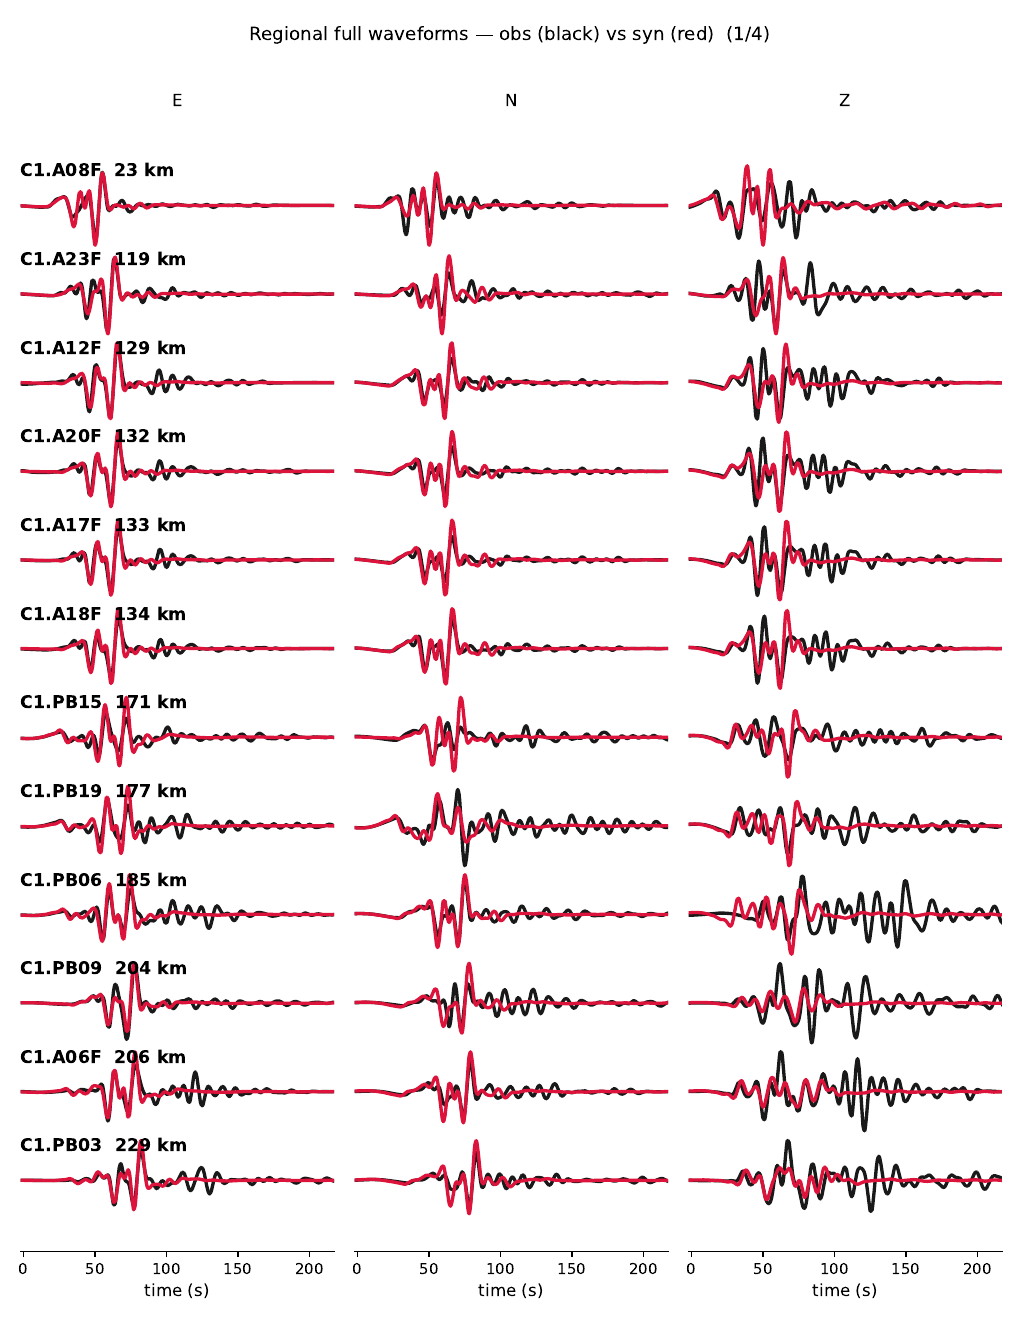 Regional full waveforms — obs (black) vs syn (red)  (1/4)
E
N
Z
C1.A08F  23 km
C1.A23F  119 km
C1.A12F  129 km
C1.A20F  132 km
C1.A17F  133 km
C1.A18F  134 km
C1.PB15  171 km
C1.PB19  177 km
C1.PB06  185 km
C1.PB09  204 km
C1.A06F  206 km
C1.PB03  229 km
0 50 100 150 200
0 50 100 150 200
0 50 100 150 200
time (s)
time (s)
time (s)